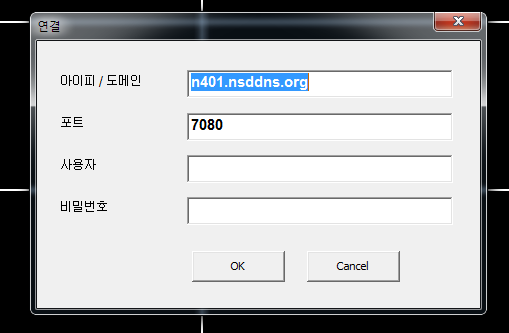 연결
아이피 / 도메인
n401.nsddns.org
포트
7080
사용자
비밀번호
OK
Cancel